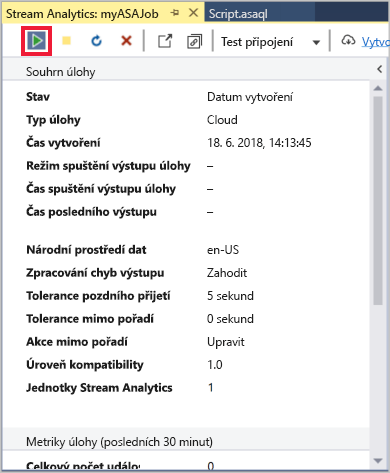 Stream Analytics: myASAJob Script.asaql
Test připojení Vytvo
Souhrn úlohy
Stav Datum vytvoření
Typ úlohy Cloud
Čas vytvoření 18. 6. 2018, 14:13:45
Režim spuštění výstupu úlohy –
Čas spuštění výstupu úlohy –
Čas posledního výstupu –
Národní prostředí dat en-US
Zpracování chyb výstupu Zahodit
Tolerance pozdního přijetí 5 sekund
Tolerance mimo pořadí 0 sekund
Akce mimo pořadí Upravit
Úroveň kompatibility 1.0
Jednotky Stream Analytics 1
Metriky úlohy (posledních 30 minut)
Celkový počet událos 0